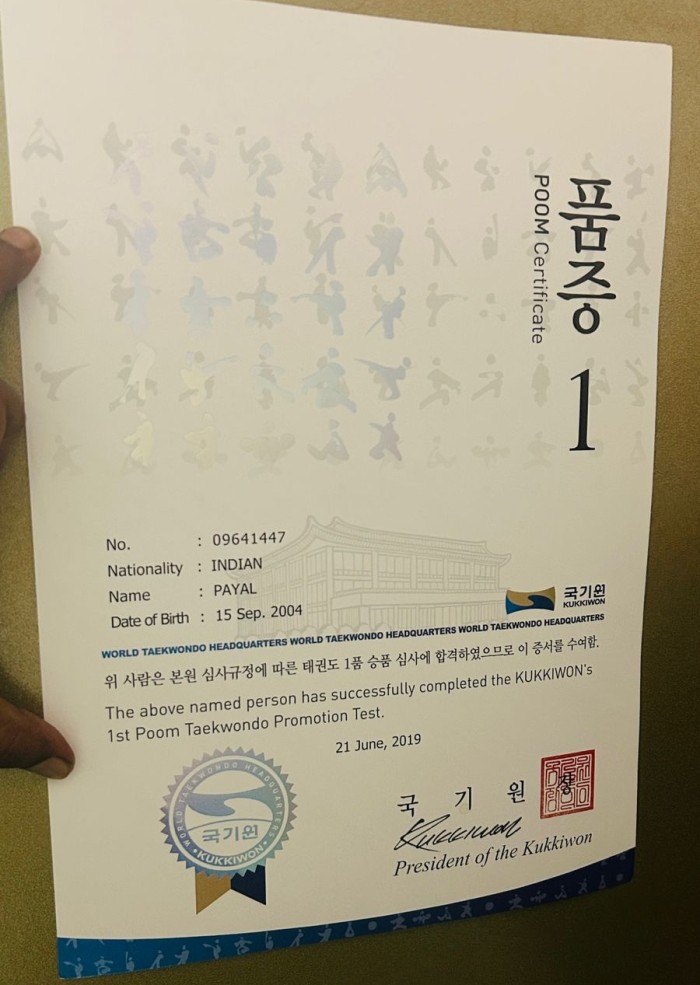 품증
POOM Certificate
1
No. : 09641447
Nationality : INDIAN
Name : PAYAL
Date of Birth : 15 Sep. 2004
국기원
KUKKIWON
WORLD TAEKWONDO HEADQUARTERS WORLD TAEKWONDO HEADQUARTERS WORLD TAEKWONDO HEADQUARTERS
위 사람은 본원 심사규정에 따른 태권도 1품 승품 심사에 합격하였으므로 이 증서를 수여함.
The above named person has successfully completed the KUKKIWON's
1st Poom Taekwondo Promotion Test.
21 June, 2019
WORLD TAEKWONDO HEADQUARTERS
국기원
KUKKIWON
국 기 원
Kukkiwon
President of the Kukkiwon